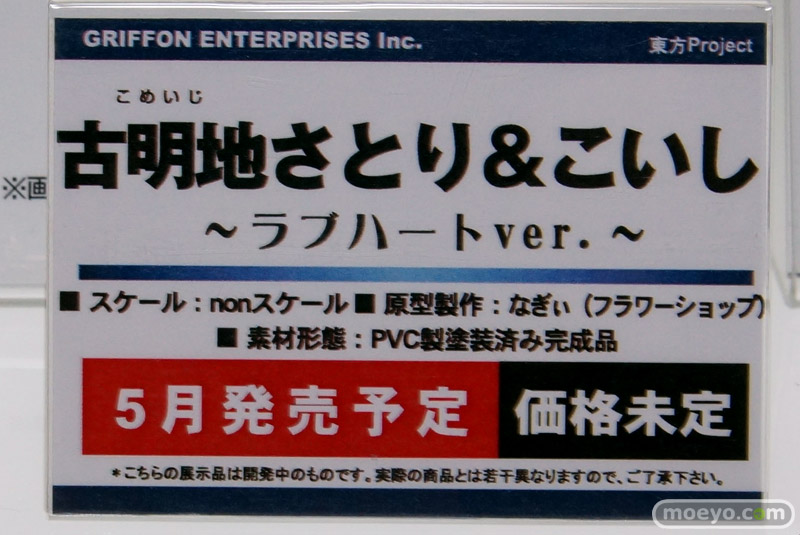 GRIFFON ENTERPRISES Inc.
東方Project
こめいじ
古明地さとり&こいし
～ラブハートver.～
■ スケール：nonスケール ■ 原型製作：なぎぃ（フラワーショップ）
■ 素材形態：PVC製塗装済み完成品
5月発売予定 価格未定
＊こちらの展示品は開発中のものです。実際の商品とは若干異なりますので、ご了承下さい。
※画
moeyo.com